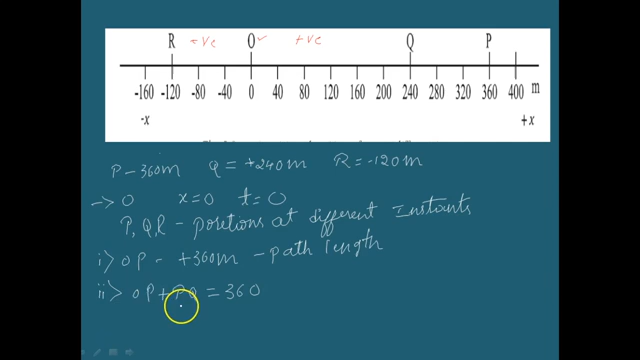 R +ve O ✓ +ve Q P
-160 -120 -80 -40 0 40 80 120 160 200 240 280 320 360 400 m
-x +x
P - 360m Q = +240m R = -120m
→ O x=0 t=0
P, Q, R - positions at different instants
i> OP - +360m - path length
ii> OP + PQ = 360